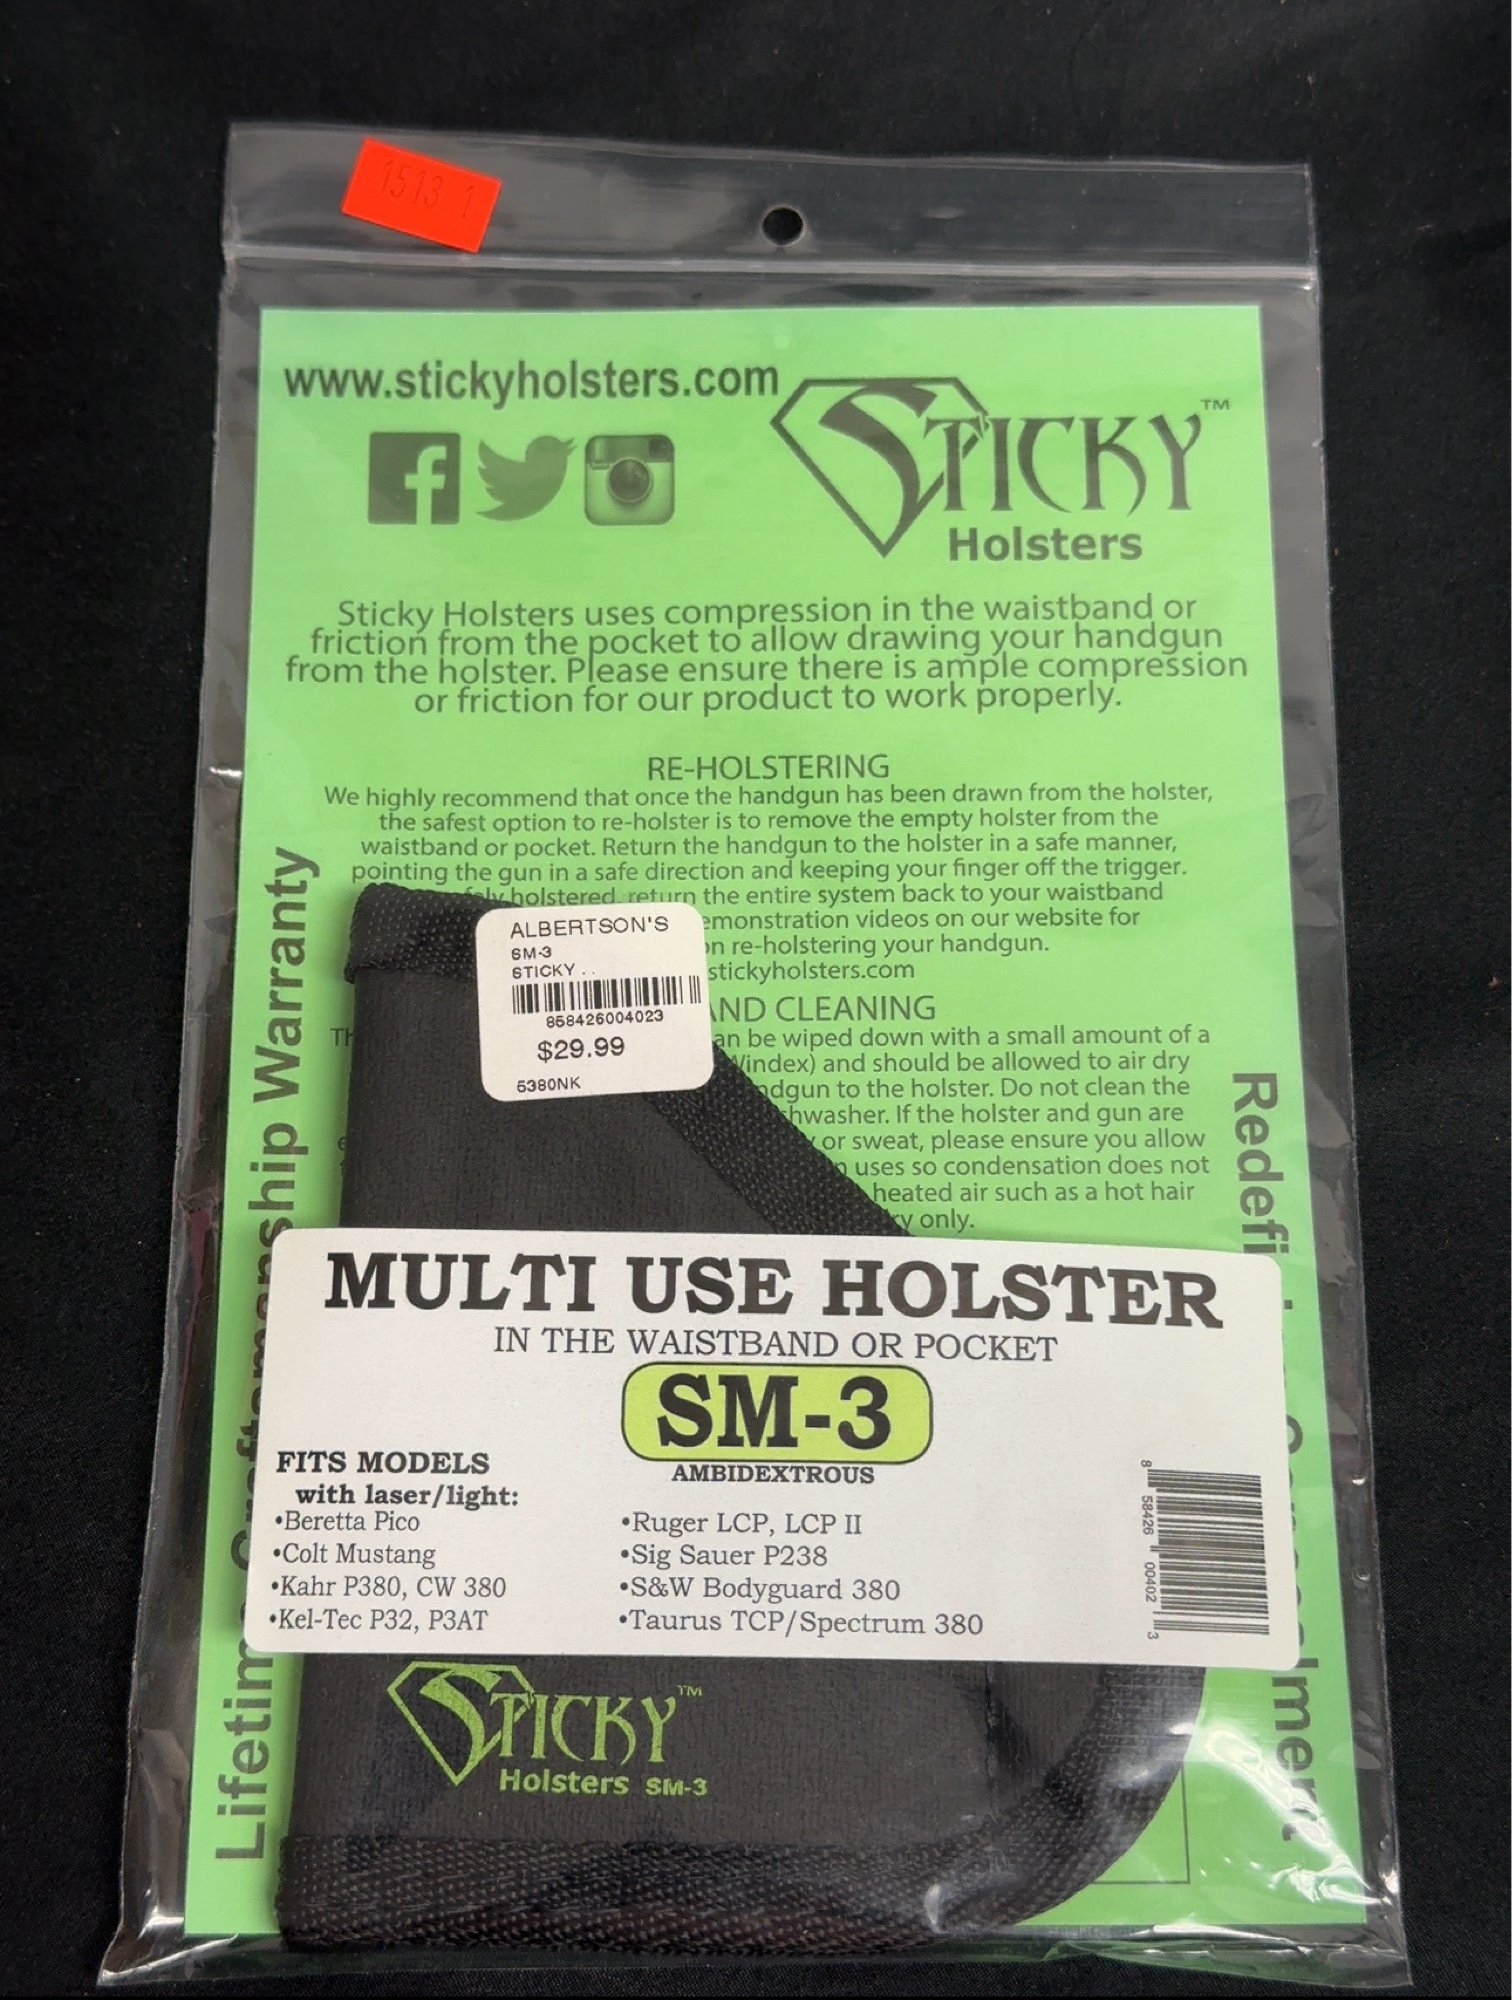 1513 1
www.stickyholsters.com
STICKY™
Holsters
Sticky Holsters uses compression in the waistband or
friction from the pocket to allow drawing your handgun
from the holster. Please ensure there is ample compression
or friction for our product to work properly.
RE-HOLSTERING
We highly recommend that once the handgun has been drawn from the holster,
the safest option to re-holster is to remove the empty holster from the
waistband or pocket. Return the handgun to the holster in a safe manner,
pointing the gun in a safe direction and keeping your finger off the trigger.
holstered, return the entire system back to your waistband
videos on our website for
re-holstering your handgun.
stickyholsters.com
AND CLEANING
be wiped down with a small amount of a
and should be allowed to air dry
to the holster. Do not clean the
If the holster and gun are
or sweat, please ensure you allow
uses so condensation does not
heated air such as a hot hair
only.
ALBERTSON'S
SM-3
STICKY . .
858426004023
$29.99
5380NK
Lifetime Craftsmanship Warranty
MULTI USE HOLSTER
IN THE WAISTBAND OR POCKET
SM-3
AMBIDEXTROUS
FITS MODELS
with laser/light:
•Beretta Pico
•Colt Mustang
•Kahr P380, CW 380
•Kel-Tec P32, P3AT
•Ruger LCP, LCP II
•Sig Sauer P238
•S&W Bodyguard 380
•Taurus TCP/Spectrum 380
8 58426 00402 3
STICKY™
Holsters SM-3